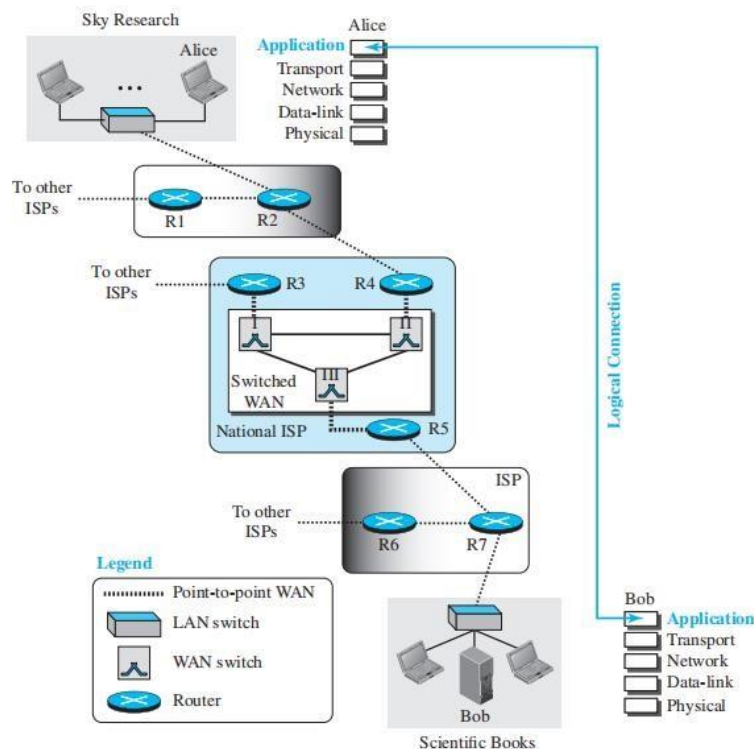 Sky Research
Alice
Alice
Application
Transport
Network
Data-link
Physical
To other
ISPs
R1
R2
To other
ISPs
R3
R4
I
II
III
Switched
WAN
National ISP
R5
Logical Connection
ISP
To other
ISPs
R6
R7
Legend
Point-to-point WAN
LAN switch
WAN switch
Router
Bob
Scientific Books
Bob
Application
Transport
Network
Data-link
Physical